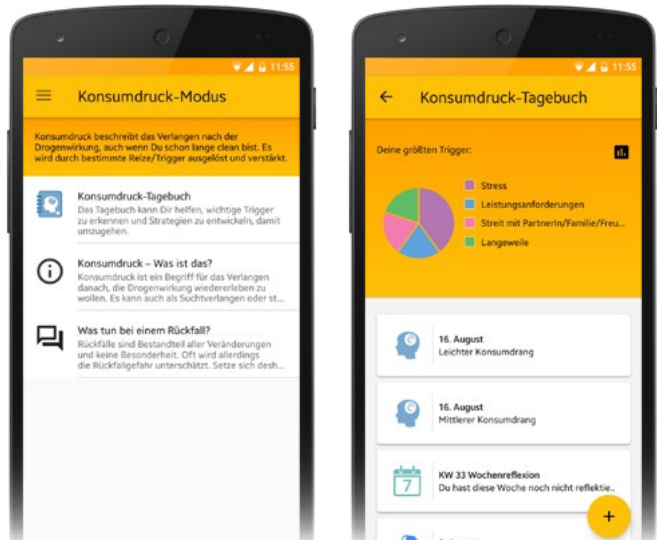 11:55
Konsumdruck-Modus
Konsumdruck beschreibt das Verlangen nach der
Drogenwirkung, auch wenn Du schon lange clean bist. Es
wird durch bestimmte Reize/Trigger ausgelöst und verstärkt.
Konsumdruck-Tagebuch
Das Tagebuch kann Dir helfen, wichtige Trigger
zu erkennen und Strategien zu entwickeln, damit
umzugehen.
Konsumdruck – Was ist das?
Konsumdruck ist ein Begriff für das Verlangen
danach, die Drogenwirkung wiedererleben zu
wollen. Es kann auch als Suchtverlangen oder st...
Was tun bei einem Rückfall?
Rückfälle sind Bestandteil aller Veränderungen
und keine Besonderheit. Oft wird allerdings
die Rückfallgefahr unterschätzt. Setze sich desh...
11:55
Konsumdruck-Tagebuch
Deine größten Trigger:
Stress
Leistungsanforderungen
Streit mit PartnerIn/Familie/Freu...
Langeweile
16. August
Leichter Konsumdrang
16. August
Mittlerer Konsumdrang
7
KW 33 Wochenreflexion
Du hast diese Woche noch nicht reflektie..
+